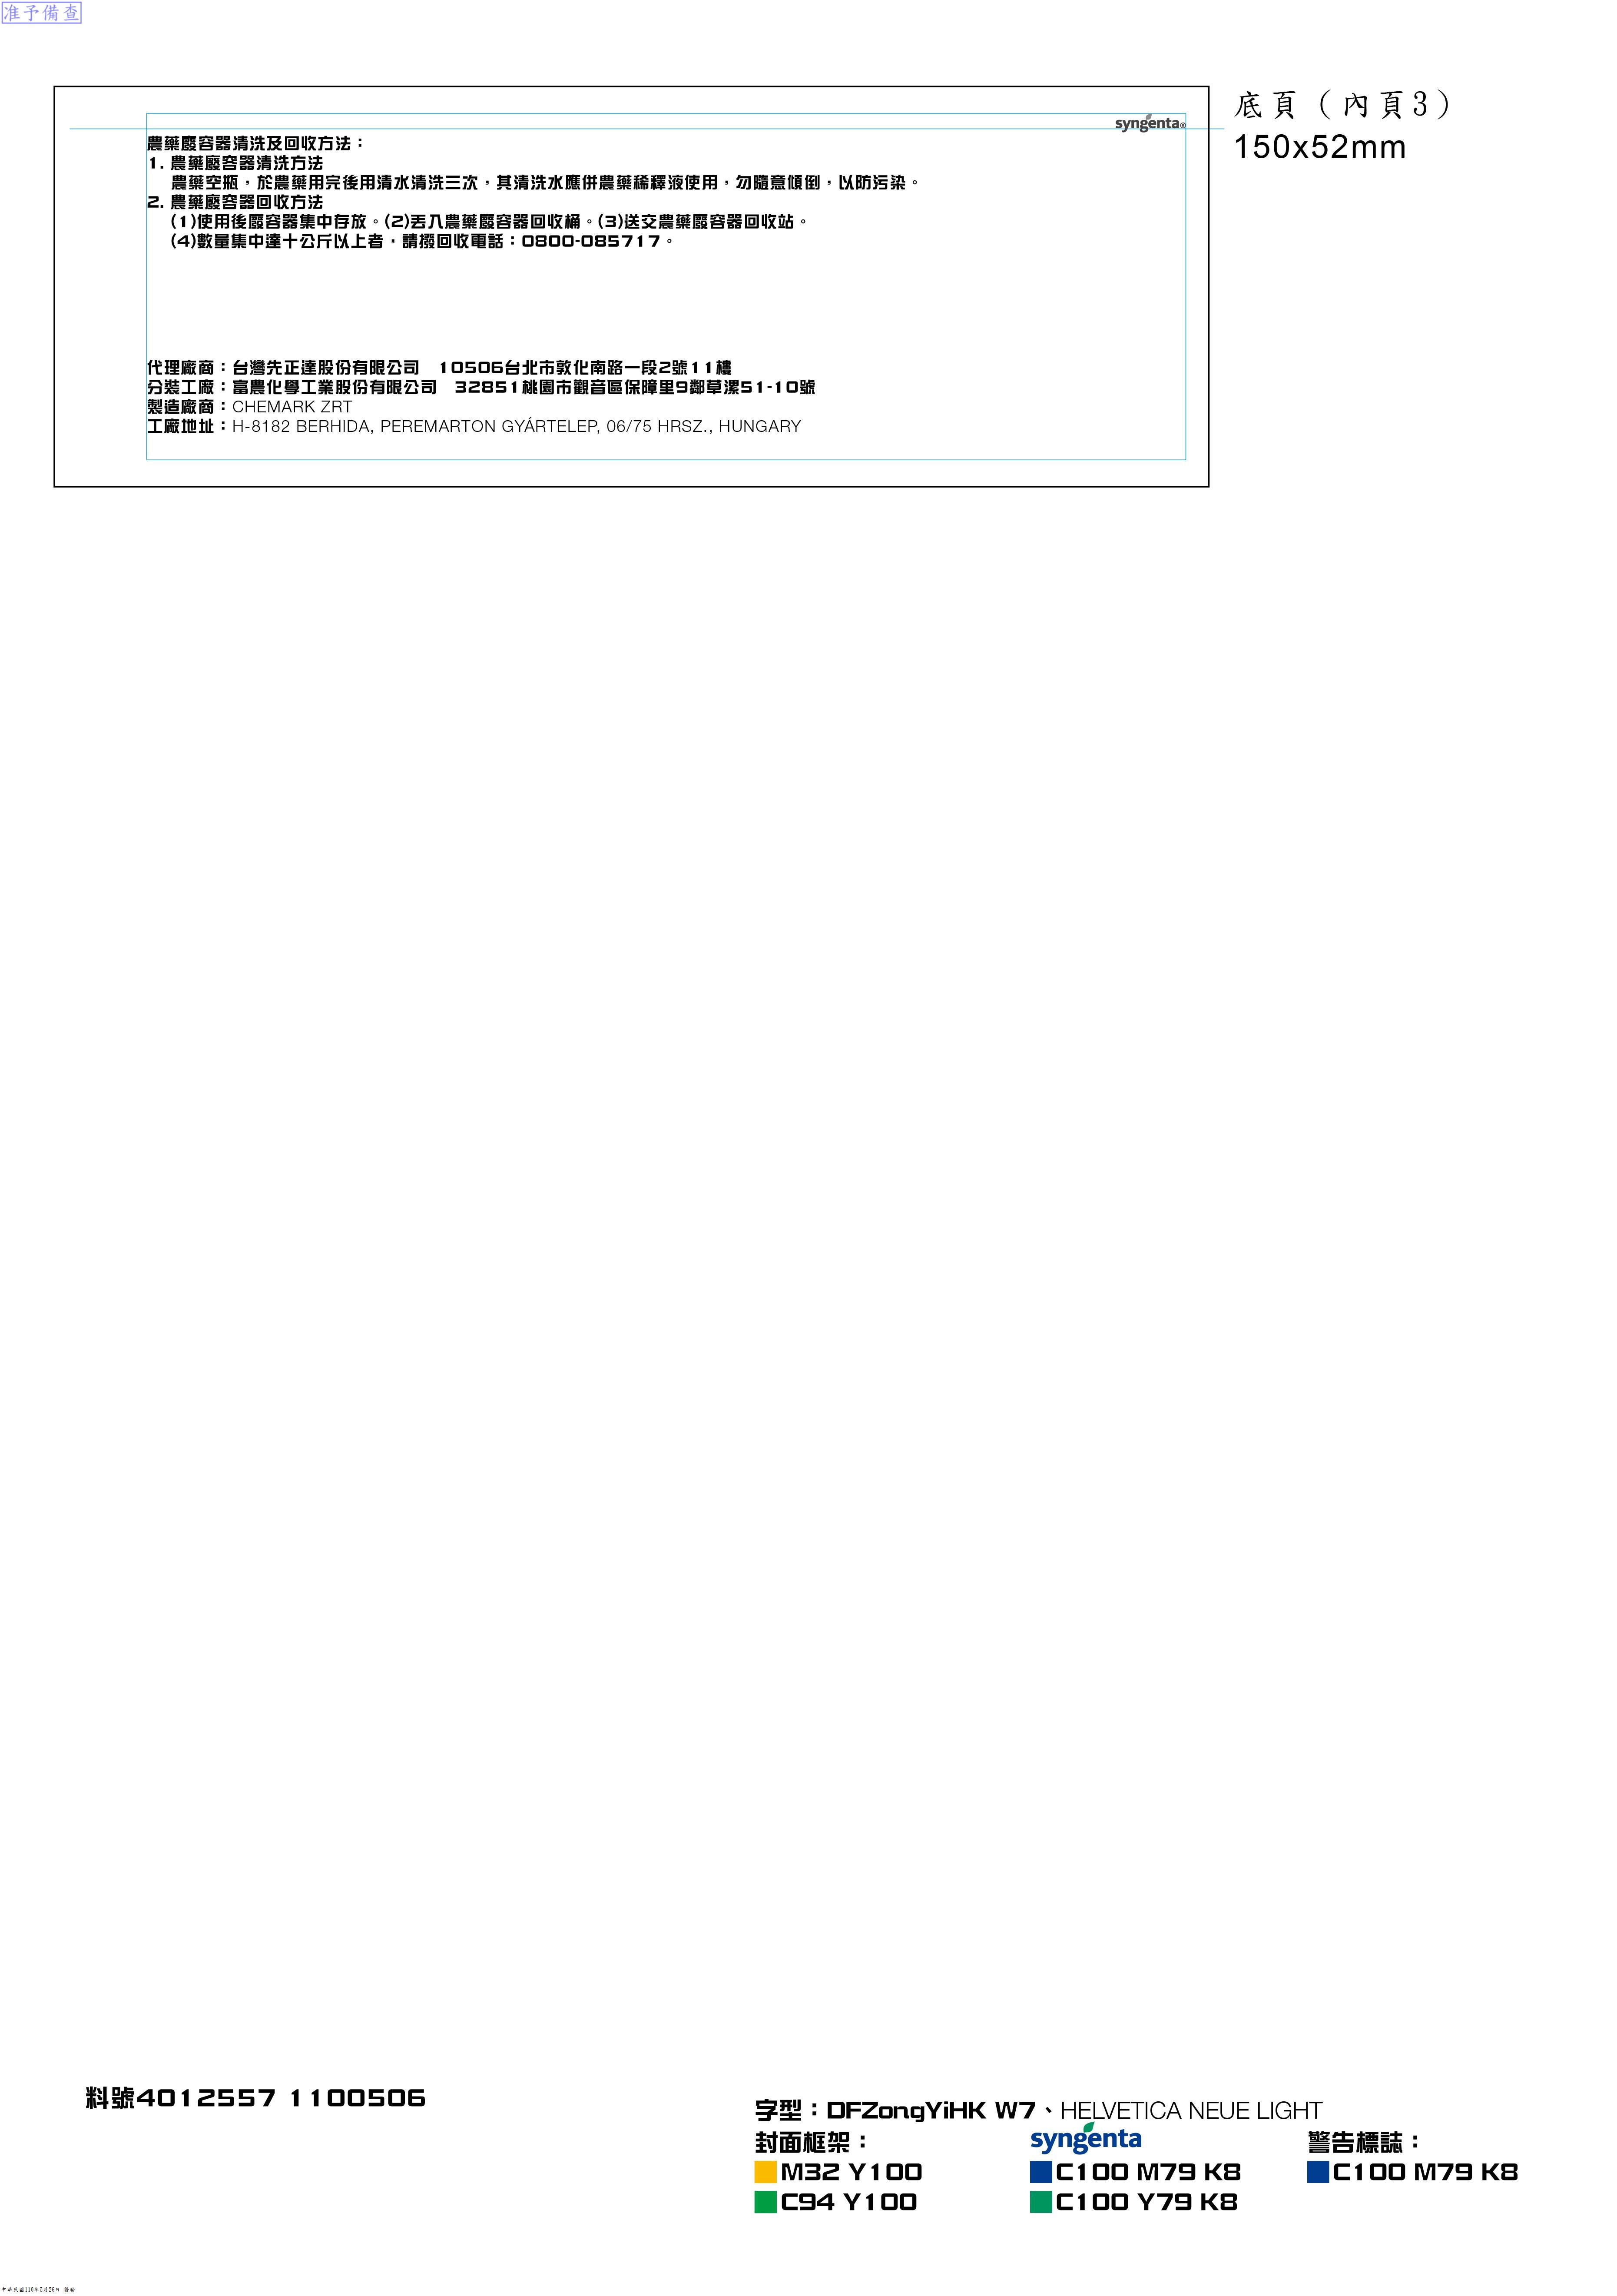 准予備查
底頁（內頁3）
150x52mm
syngenta®
農藥廢容器清洗及回收方法：
1. 農藥廢容器清洗方法
農藥空瓶，於農藥用完後用清水清洗三次，其清洗水應併農藥稀釋液使用，勿隨意傾倒，以防污染。
2. 農藥廢容器回收方法
(1)使用後廢容器集中存放。(2)丟入農藥廢容器回收桶。(3)送交農藥廢容器回收站。
(4)數量集中達十公斤以上者，請撥回收電話：0800-085717。
代理廠商：台灣先正達股份有限公司　10506台北市敦化南路一段2號11樓
分裝工廠：富農化學工業股份有限公司　32851桃園市觀音區保障里9鄰草漯51-10號
製造廠商：CHEMARK ZRT
工廠地址：H-8182 BERHIDA, PEREMARTON GYÁRTELEP, 06/75 HRSZ., HUNGARY
料號4012557 1100506
字型：DFZongYiHK W7、HELVETICA NEUE LIGHT
封面框架： syngenta 警告標誌：
M32 Y100 C100 M79 K8 C100 M79 K8
C94 Y100 C100 Y79 K8